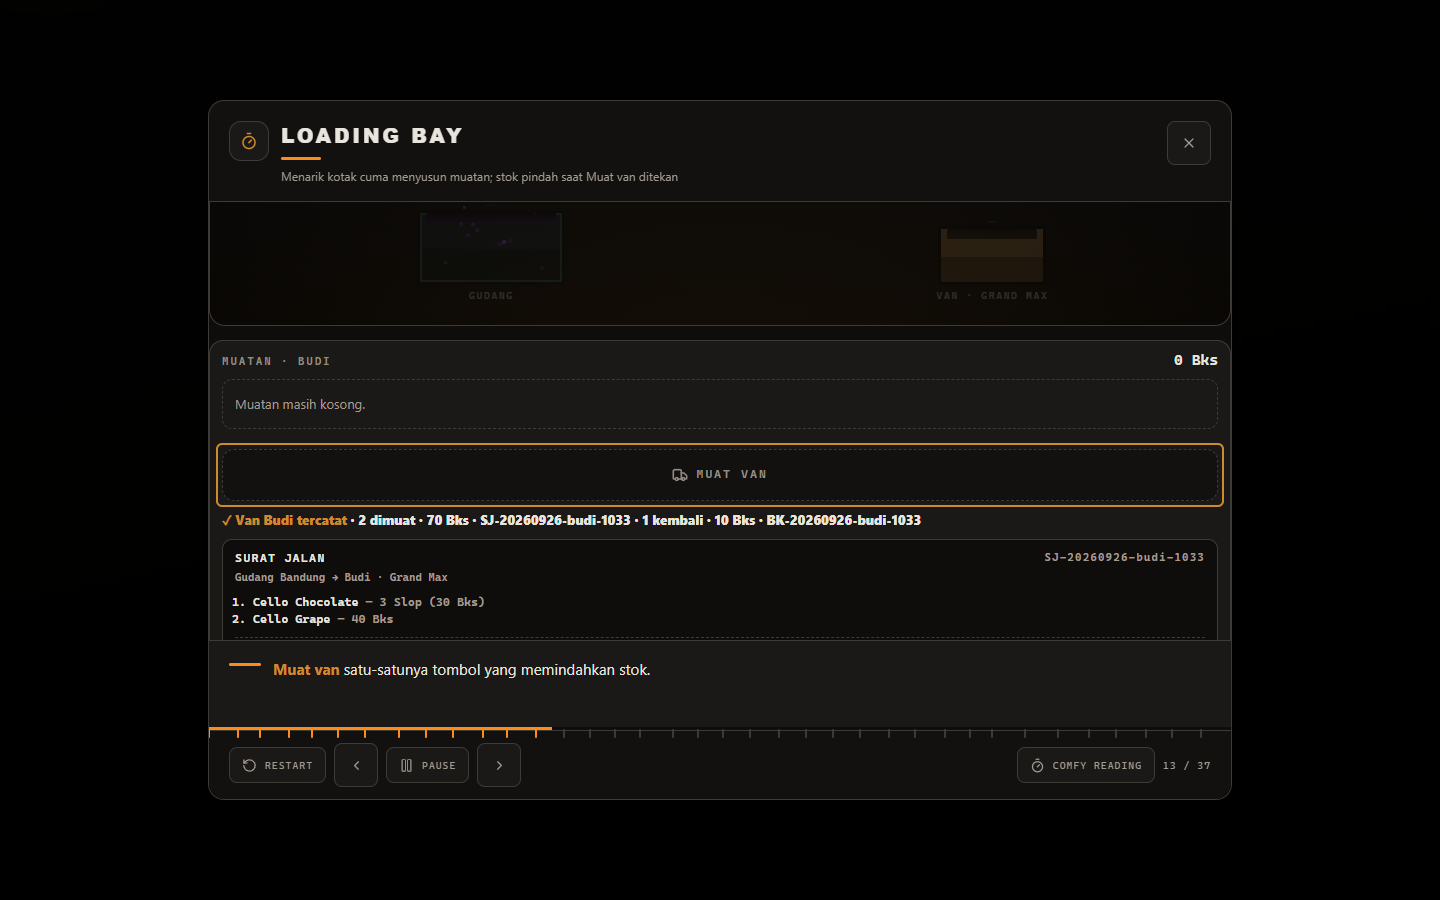 LOADING BAY
Menarik kotak cuma menyusun muatan; stok pindah saat Muat van ditekan
GUDANG
VAN · GRAND MAX
MUATAN · BUDI
0 Bks
Muatan masih kosong.
MUAT VAN
✓ Van Budi tercatat · 2 dimuat · 70 Bks · SJ-20260926-budi-1033 · 1 kembali · 10 Bks · BK-20260926-budi-1033
SURAT JALAN
SJ-20260926-budi-1033
Gudang Bandung → Budi · Grand Max
1. Cello Chocolate — 3 Slop (30 Bks)
2. Cello Grape — 40 Bks
Muat van satu-satunya tombol yang memindahkan stok.
RESTART
PAUSE
COMFY READING
13 / 37